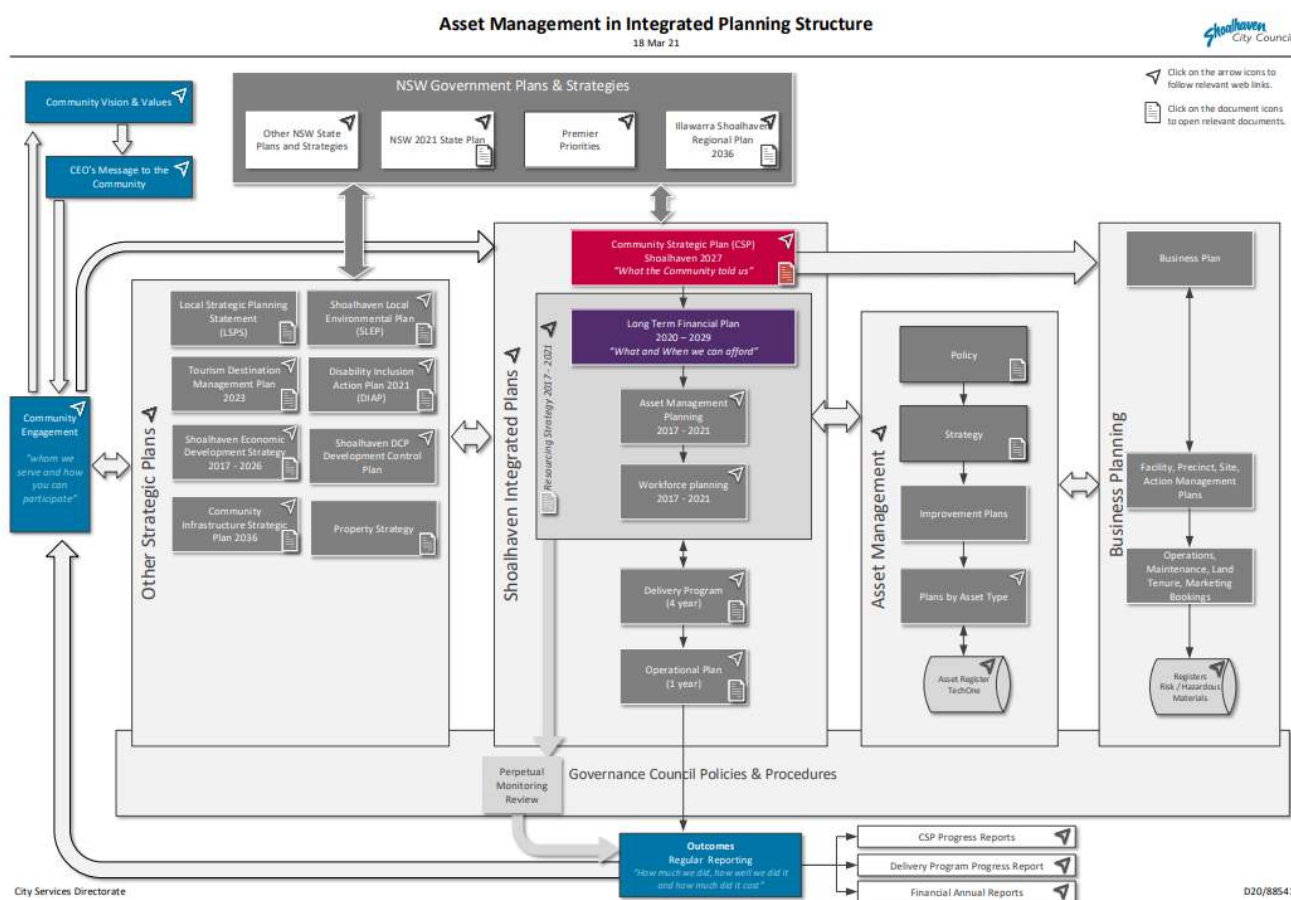 Asset Management in Integrated Planning Structure
18 Mar 21
Shoalhaven
City Council
Click on the arrow icons to
follow relevant web links.
Click on the document icons
to open relevant documents.
Community Vision & Values
CEO's Message to the
Community
NSW Government Plans & Strategies
Other NSW State
Plans and Strategies
NSW 2021 State Plan
Premier
Priorities
Illawarra Shoalhaven
Regional Plan
2036
Community
Engagement
"whom we
serve and how
you can
participate"
Other Strategic Plans
Local Strategic Planning
Statement
(LSPS)
Shoalhaven Local
Environmental Plan
(SLEP)
Tourism Destination
Management Plan
2023
Disability Inclusion
Action Plan 2021
(DIAP)
Shoalhaven Economic
Development Strategy
2017 - 2026
Shoalhaven DCP
Development Control
Plan
Community
Infrastructure Strategic
Plan 2036
Property Strategy
Shoalhaven Integrated Plans
Community Strategic Plan (CSP)
Shoalhaven 2027
"What the Community told us"
Resourcing Strategy 2017 - 2021
Long Term Financial Plan
2020 – 2029
"What and When we can afford"
Asset Management
Planning
2017 - 2021
Workforce planning
2017 - 2021
Delivery Program
(4 year)
Operational Plan
(1 year)
Asset Management
Policy
Strategy
Improvement Plans
Plans by Asset Type
Asset Register
TechOne
Business Planning
Business Plan
Facility, Precinct, Site,
Action Management
Plans
Operations,
Maintenance, Land
Tenure, Marketing
Bookings
Registers
Risk / Hazardous
Materials
Perpetual
Monitoring
Review
Governance Council Policies & Procedures
Outcomes
Regular Reporting
"How much we did, how well we did it
and how much did it cost"
CSP Progress Reports
Delivery Program Progress Report
Financial Annual Reports
City Services Directorate